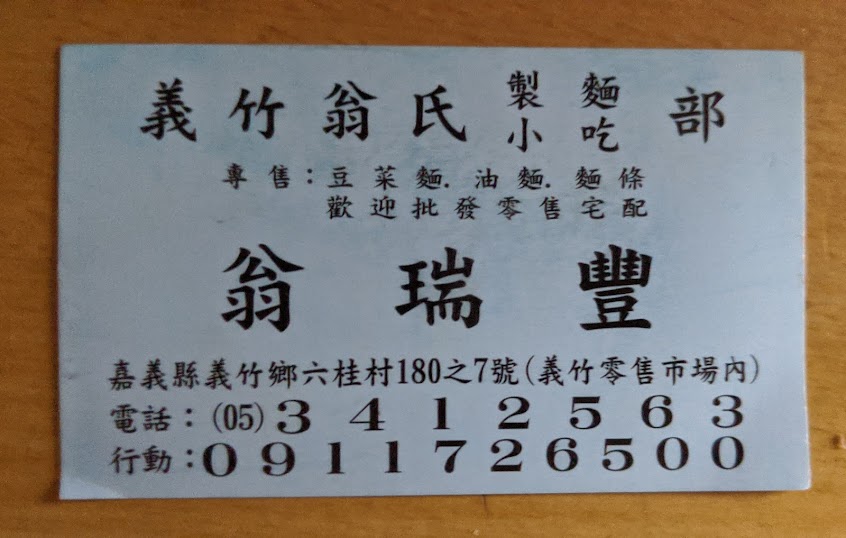 義竹翁氏製麵小吃部
專售：豆菜麵．油麵．麵條
歡迎批發零售宅配
翁瑞豐
嘉義縣義竹鄉六桂村180之7號(義竹零售市場內)
電話：(05)3412563
行動：0911726500